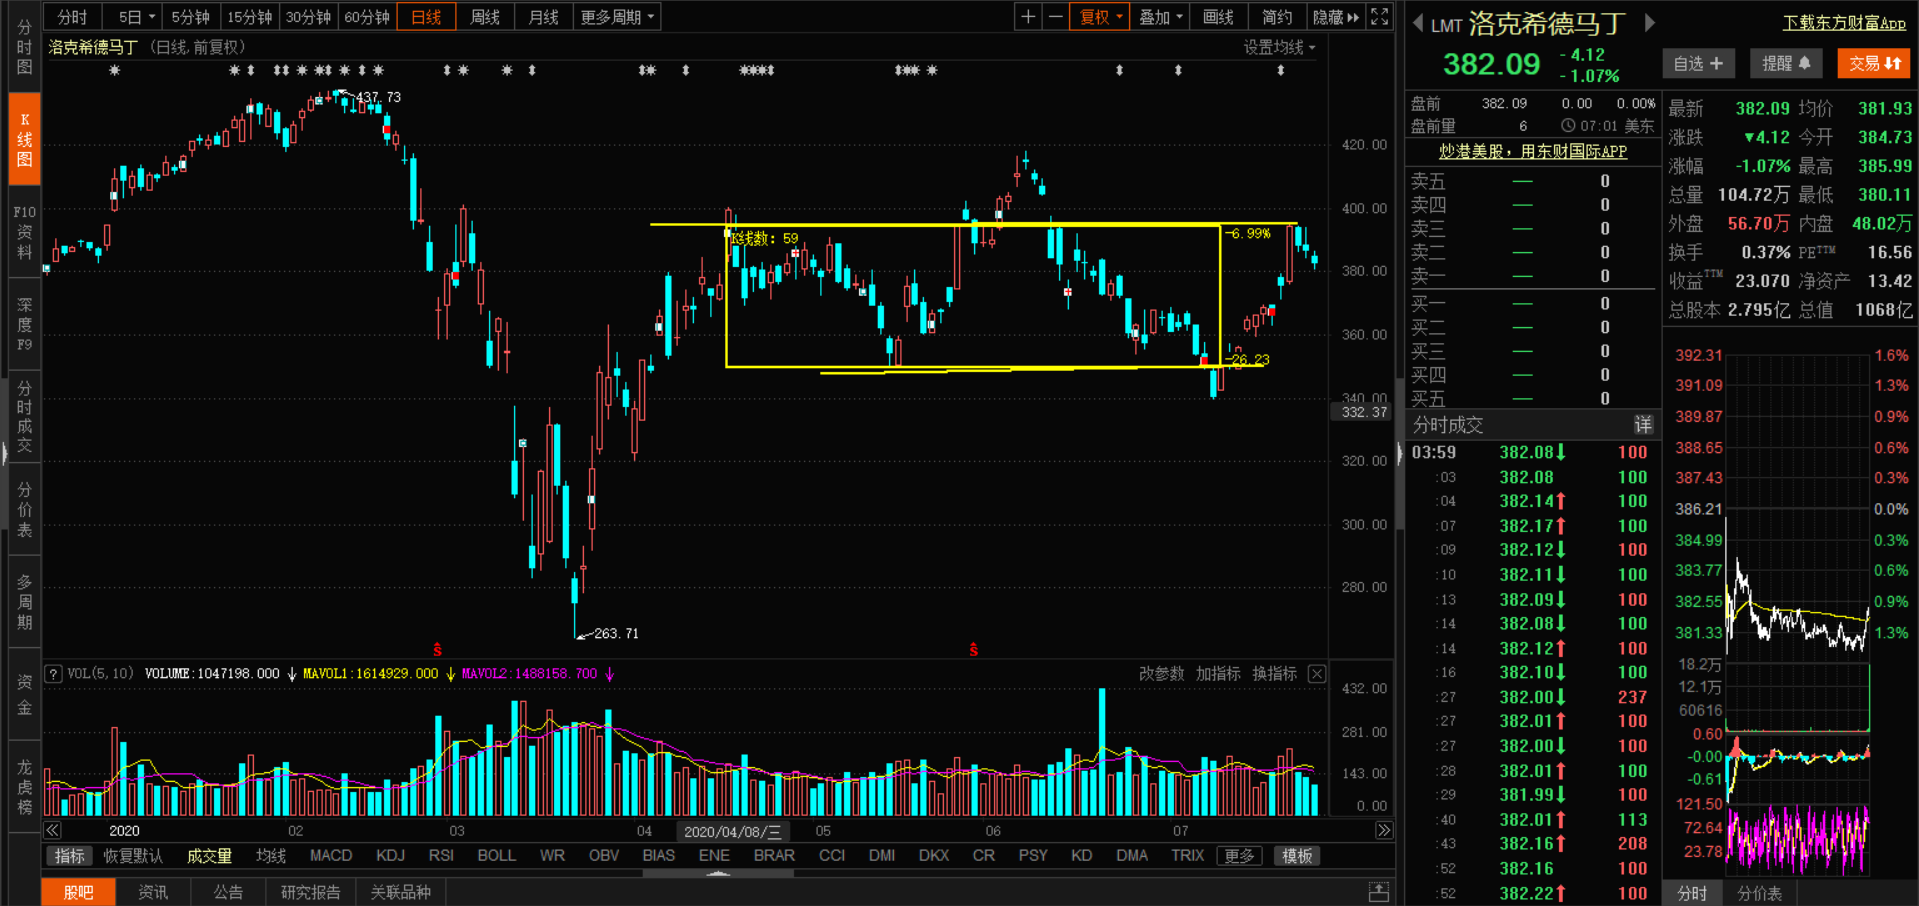 分时 5日 5分钟 15分钟 30分钟 60分钟 日线 周线 月线 更多周期
+ － 复权 叠加 画线 简约 隐藏
洛克希德马丁 (日线, 前复权)
设置均线
分时图
K线图
F10资料
深度F9
分时成交
分价表
多周期
资金
龙虎榜
437.73
420.00
400.00
K线数: 59
-6.99%
380.00
360.00
-26.23
340.00
332.37
320.00
300.00
280.00
263.71
S
S
? VOL(5, 10) VOLUME:1047198.000 ↓ MAVOL1:1614929.000 ↓ MAVOL2:1488158.700 ↓
改参数 加指标 换指标
432.00
281.00
143.00
0.00
2020 02 03 04 2020/04/08/三 05 06 07
指标 恢复默认 成交量 均线 MACD KDJ RSI BOLL WR OBV BIAS ENE BRAR CCI DMI DKX CR PSY KD DMA TRIX 更多 模板
股吧 资讯 公告 研究报告 关联品种
LMT 洛克希德马丁
下载东方财富App
382.09 -4.12
-1.07%
自选 + 提醒 交易
盘前 382.09 0.00 0.00%
盘前量 6 07:01 美东
炒港美股，用东财国际APP
卖五 — 0
卖四 — 0
卖三 — 0
卖二 — 0
卖一 — 0
买一 — 0
买二 — 0
买三 — 0
买四 — 0
买五 — 0
分时成交 详
03:59 382.08↓ 100
:03 382.08 100
:04 382.14↑ 100
:07 382.17↑ 100
:09 382.12↓ 100
:10 382.11↓ 100
:13 382.09↓ 100
:14 382.08↓ 100
:14 382.12↑ 100
:16 382.10↓ 100
:27 382.00↓ 237
:27 382.01↑ 100
:27 382.00↓ 100
:28 382.01↑ 100
:29 381.99↓ 100
:40 382.01↑ 113
:43 382.16↑ 208
:52 382.16 100
:52 382.22↑ 100
最新 382.09 均价 381.93
涨跌 ▼4.12 今开 384.73
涨幅 -1.07% 最高 385.99
总量 104.72万 最低 380.11
外盘 56.70万 内盘 48.02万
换手 0.37% PE TTM 16.56
收益 TTM 23.070 净资产 13.42
总股本 2.795亿 总值 1068亿
392.31 1.6%
391.09 1.3%
389.87 0.9%
388.65 0.6%
387.43 0.3%
386.21 0.0%
384.99 0.3%
383.77 0.6%
382.55 0.9%
381.33 1.3%
18.2万
12.1万
60616
0.60
-0.00
-0.61
121.50
72.64
23.78
分时 分价表